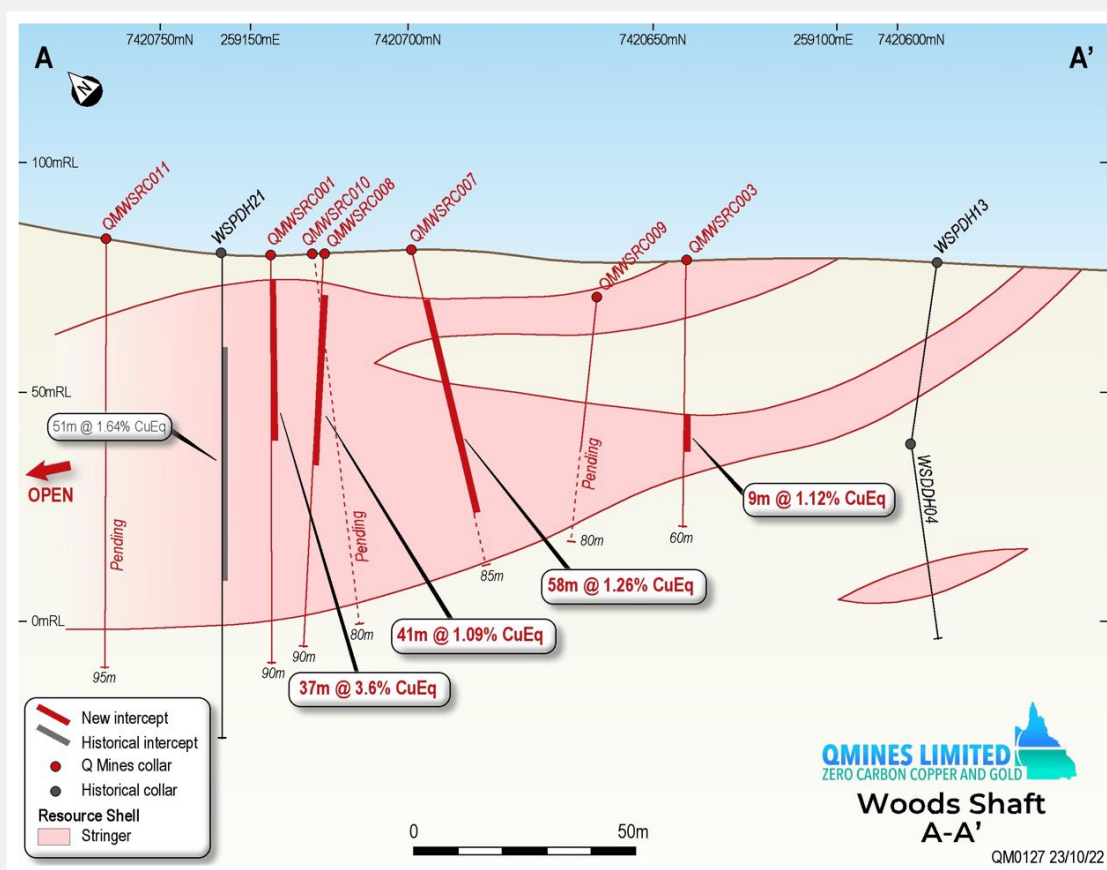 7420750mN
259150mE
7420700mN
7420650mN
259100mE
7420600mN
A
A'
N
100mRL
50mRL
0mRL
QMWSRC011
WSPDH21
QMWSRC001
QMWSRC010
QMWSRC008
QMWSRC007
QMWSRC009
QMWSRC003
WSPDH13
WSDDH04
51m @ 1.64% CuEq
OPEN
Pending
Pending
Pending
9m @ 1.12% CuEq
58m @ 1.26% CuEq
41m @ 1.09% CuEq
37m @ 3.6% CuEq
95m
90m
90m
80m
85m
80m
60m
New intercept
Historical intercept
Q Mines collar
Historical collar
Resource Shell
Stringer
0
50m
QMINES LIMITED
ZERO CARBON COPPER AND GOLD
Woods Shaft
A-A'
QM0127 23/10/22